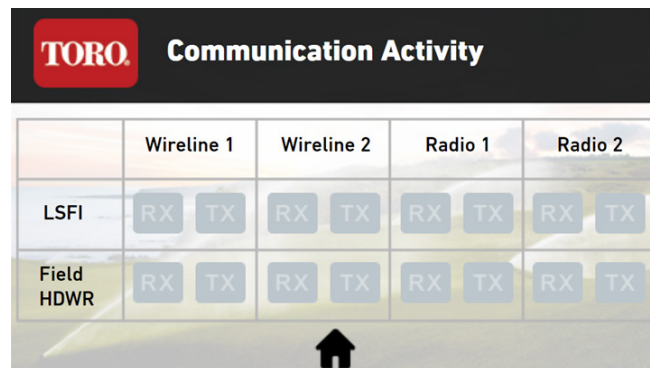 TORO.
Communication Activity
Wireline 1 Wireline 2 Radio 1 Radio 2
LSFI RX TX RX TX RX TX RX TX
Field
HDWR RX TX RX TX RX TX RX TX